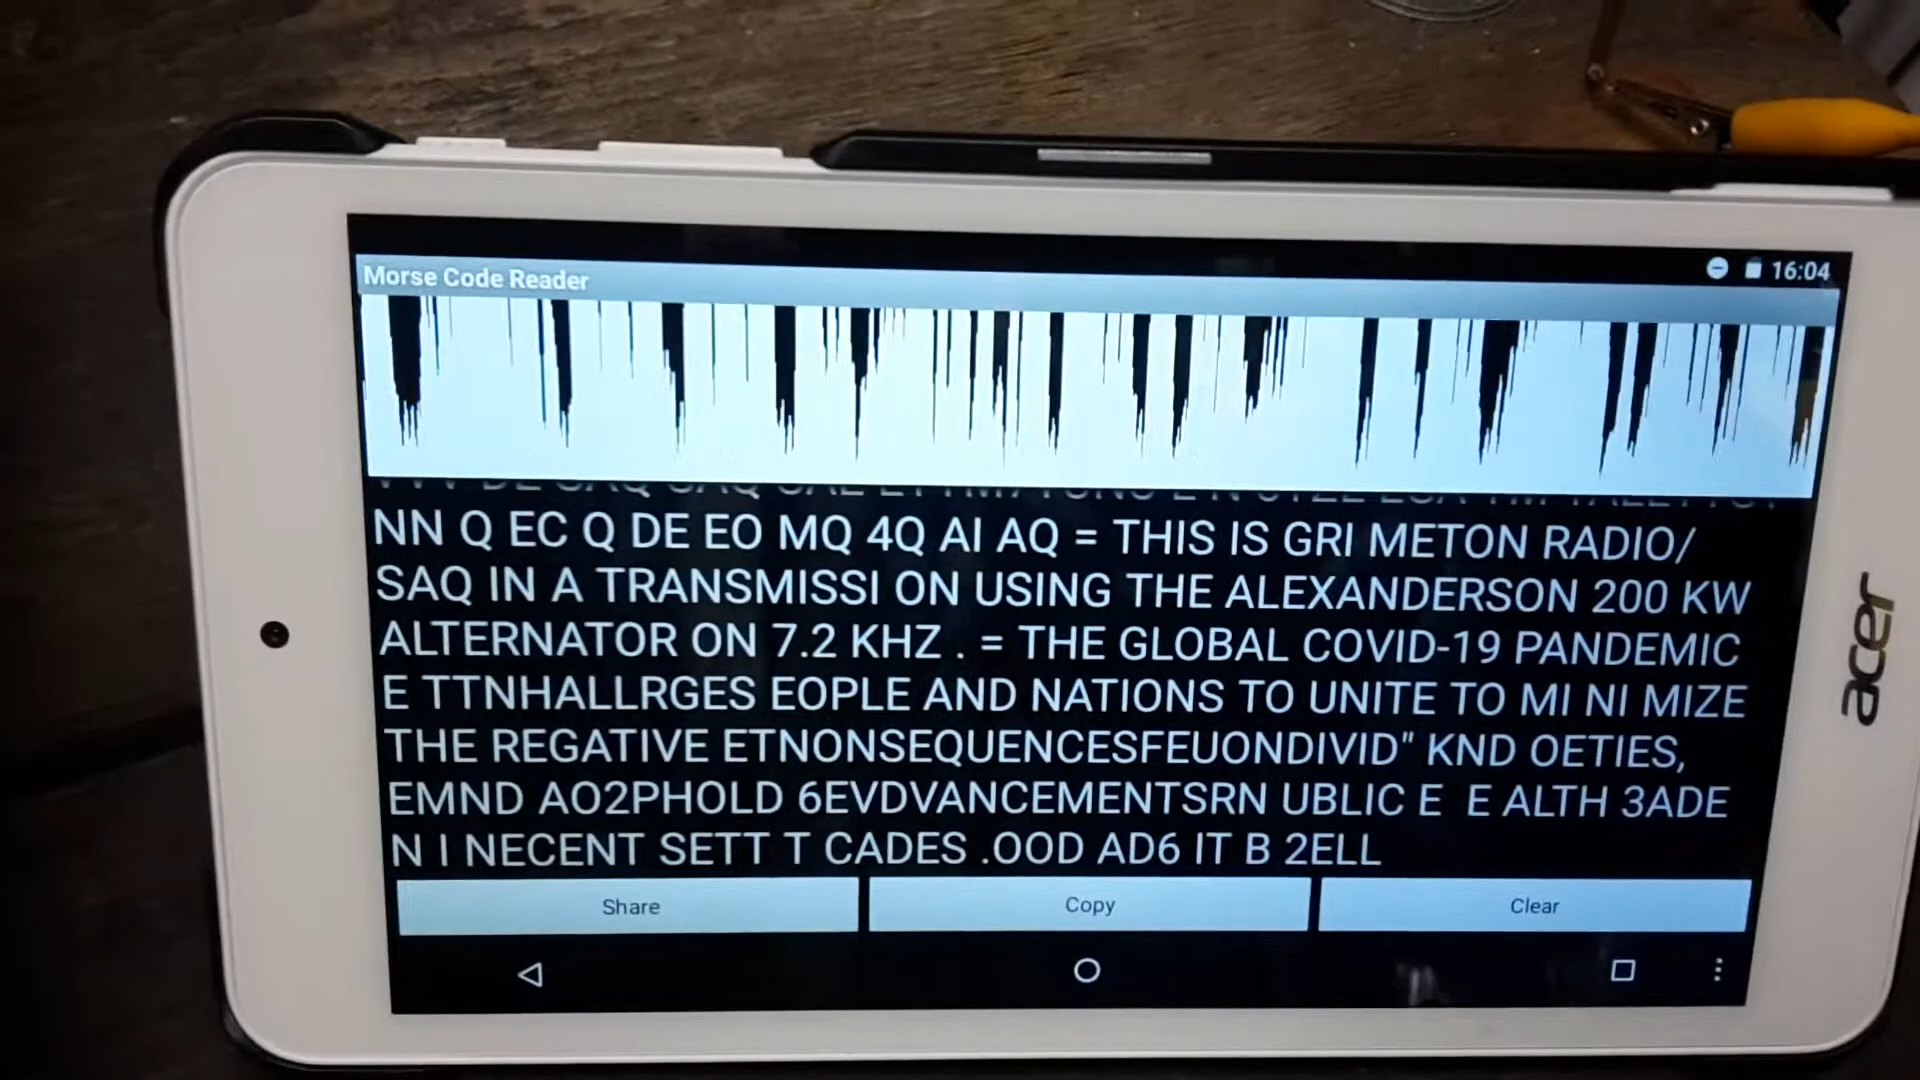 16:04
Morse Code Reader
NN Q EC Q DE EO MQ 4Q AI AQ = THIS IS GRI METON RADIO/
SAQ IN A TRANSMISSI ON USING THE ALEXANDERSON 200 KW
ALTERNATOR ON 7.2 KHZ . = THE GLOBAL COVID-19 PANDEMIC
E TTNHALLRGES EOPLE AND NATIONS TO UNITE TO MI NI MIZE
THE REGATIVE ETNONSEQUENCESFEUONDIVID" KND OETIES,
EMND AO2PHOLD 6EVDVANCEMENTSRN UBLIC E  E ALTH 3ADE
N I NECENT SETT T CADES .OOD AD6 IT B 2ELL
Share
Copy
Clear
acer